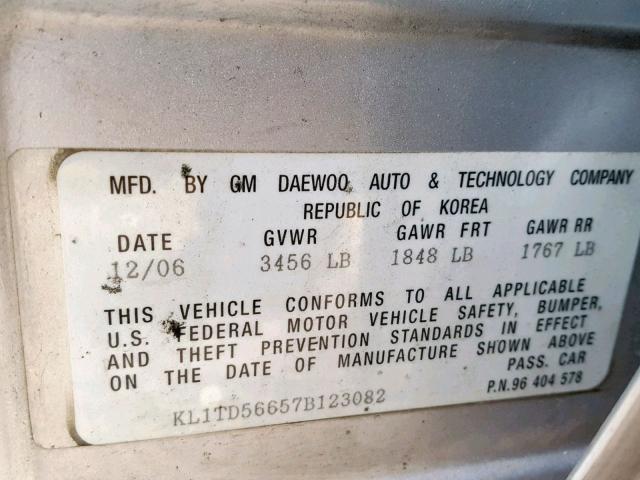 MFD. BY GM DAEWOO AUTO & TECHNOLOGY COMPANY
REPUBLIC OF KOREA
DATE GVWR GAWR FRT GAWR RR
12/06 3456 LB 1848 LB 1767 LB
THIS VEHICLE CONFORMS TO ALL APPLICABLE
U.S. FEDERAL MOTOR VEHICLE SAFETY, BUMPER,
AND THEFT PREVENTION STANDARDS IN EFFECT
ON THE DATE OF MANUFACTURE SHOWN ABOVE
PASS. CAR
P.N. 96 404 578
KL1TD56657B123082